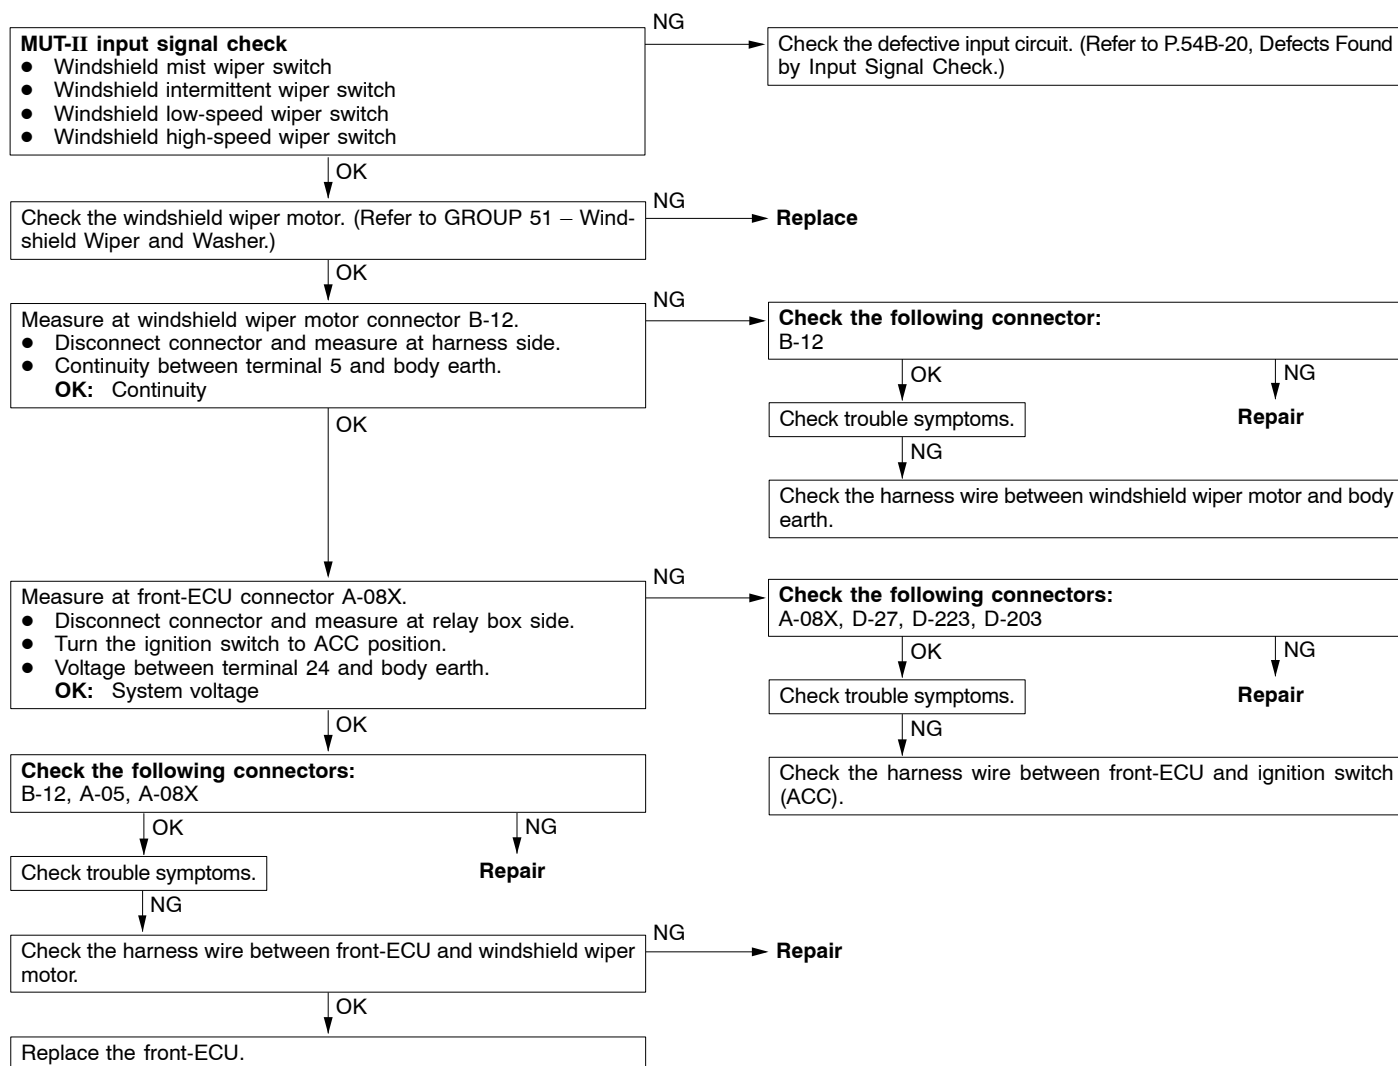 MUT-II input signal check
● Windshield mist wiper switch
● Windshield intermittent wiper switch
● Windshield low-speed wiper switch
● Windshield high-speed wiper switch
NG
Check the defective input circuit. (Refer to P.54B-20, Defects Found
by Input Signal Check.)
OK
Check the windshield wiper motor. (Refer to GROUP 51 – Wind-
shield Wiper and Washer.)
NG
Replace
OK
Measure at windshield wiper motor connector B-12.
● Disconnect connector and measure at harness side.
● Continuity between terminal 5 and body earth.
OK: Continuity
NG
Check the following connector:
B-12
OK
NG
Check trouble symptoms.
Repair
NG
Check the harness wire between windshield wiper motor and body
earth.
OK
Measure at front-ECU connector A-08X.
● Disconnect connector and measure at relay box side.
● Turn the ignition switch to ACC position.
● Voltage between terminal 24 and body earth.
OK: System voltage
NG
Check the following connectors:
A-08X, D-27, D-223, D-203
OK
NG
Check trouble symptoms.
Repair
NG
Check the harness wire between front-ECU and ignition switch
(ACC).
OK
Check the following connectors:
B-12, A-05, A-08X
OK
NG
Check trouble symptoms.
Repair
NG
Check the harness wire between front-ECU and windshield wiper
motor.
NG
Repair
OK
Replace the front-ECU.